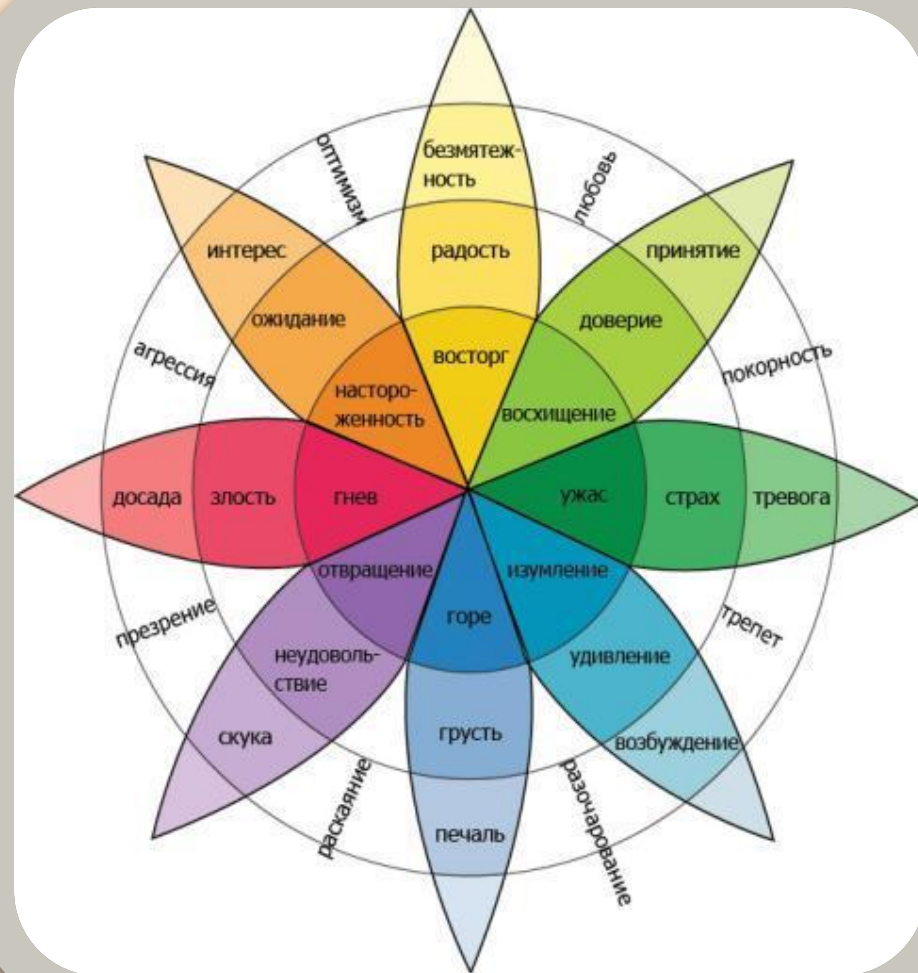 оптимизм
безмятеж-
ность
любовь
интерес
радость
принятие
ожидание
доверие
агрессия
восторг
покорность
насторо-
женность
восхищение
досада
злость
гнев
ужас
страх
тревога
отвращение
изумление
презрение
горе
трепет
неудоволь-
ствие
удивление
скука
грусть
возбуждение
раскаяние
печаль
разочарование